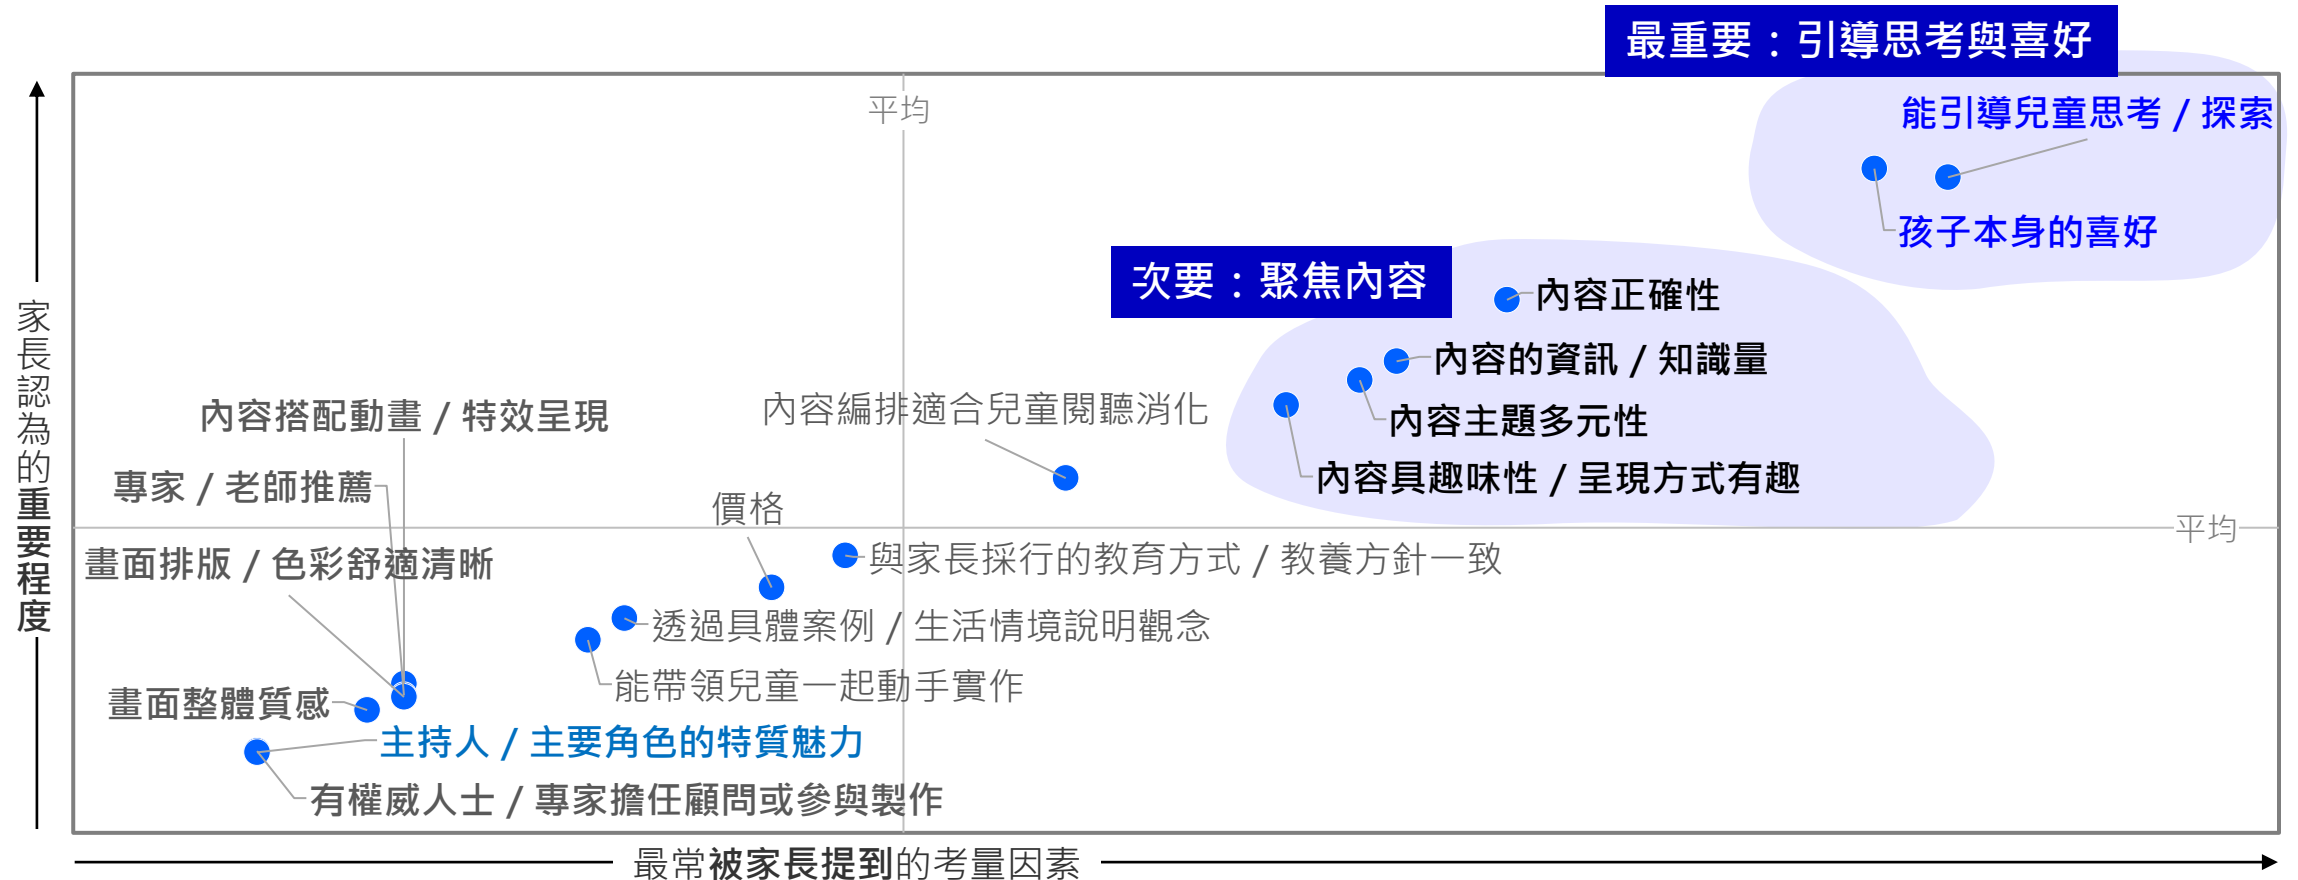 最重要：引導思考與喜好
平均
能引導兒童思考 / 探索
孩子本身的喜好
次要：聚焦內容
內容正確性
內容的資訊 / 知識量
內容主題多元性
內容具趣味性 / 呈現方式有趣
內容編排適合兒童閱聽消化
內容搭配動畫 / 特效呈現
專家 / 老師推薦
價格
平均
畫面排版 / 色彩舒適清晰
與家長採行的教育方式 / 教養方針一致
透過具體案例 / 生活情境說明觀念
能帶領兒童一起動手實作
畫面整體質感
主持人 / 主要角色的特質魅力
有權威人士 / 專家擔任顧問或參與製作
家長認為的重要程度
最常被家長提到的考量因素